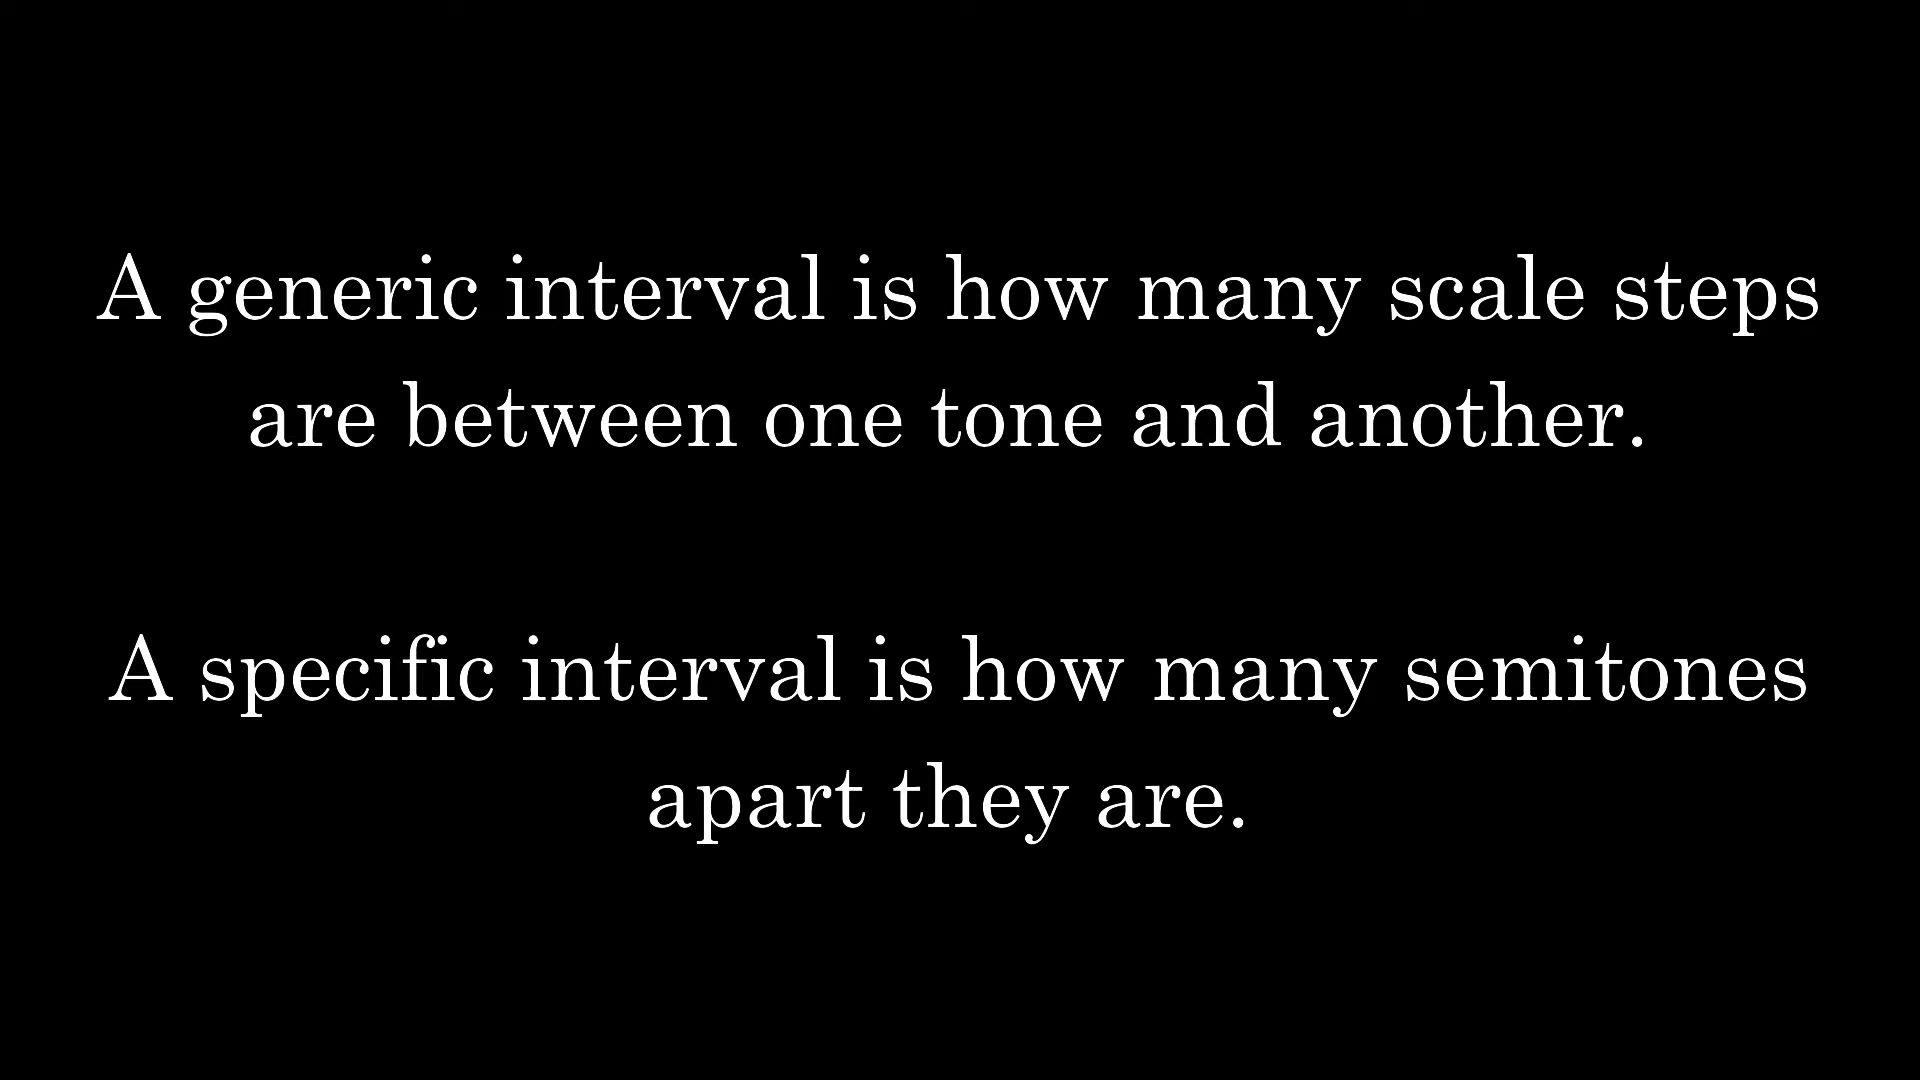 A generic interval is how many scale steps
are between one tone and another.
A specific interval is how many semitones
apart they are.